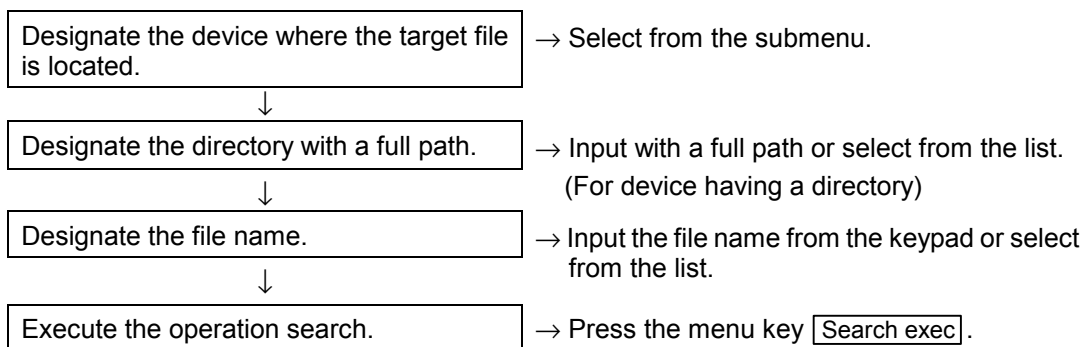 Designate the device where the target file
is located.
→ Select from the submenu.
↓
Designate the directory with a full path.
→ Input with a full path or select from the list.
(For device having a directory)
↓
Designate the file name.
→ Input the file name from the keypad or select
from the list.
↓
Execute the operation search.
→ Press the menu key Search exec .